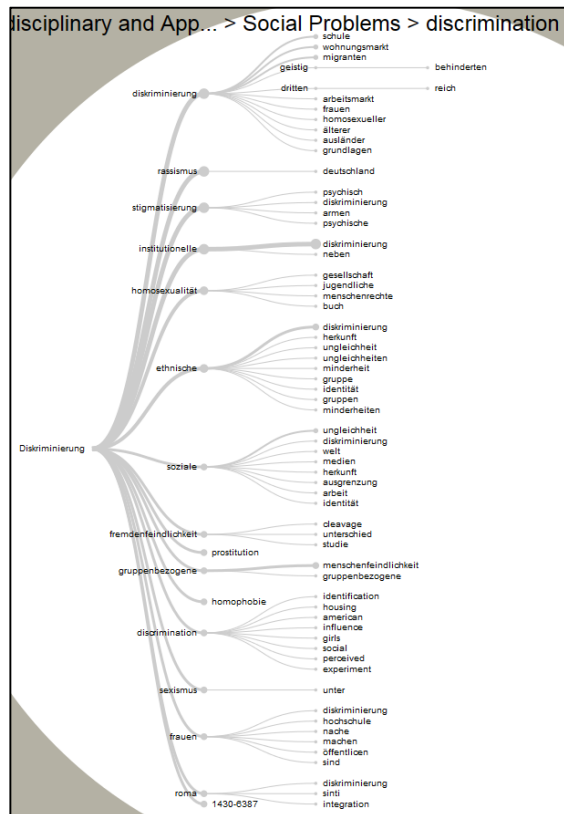 disciplinary and App... > Social Problems > discrimination
schule
wohnungsmarkt
migranten
geistig
behinderten
diskriminierung
dritten
reich
arbeitsmarkt
frauen
homosexueller
älterer
ausländer
grundlagen
rassismus
deutschland
psychisch
stigmatisierung
diskriminierung
armen
psychische
institutionelle
diskriminierung
neben
gesellschaft
homosexualität
jugendliche
menschenrechte
buch
diskriminierung
herkunft
ungleichheit
ungleichheiten
ethnische
minderheit
gruppe
identität
gruppen
minderheiten
Diskriminierung
ungleichheit
diskriminierung
welt
soziale
medien
herkunft
ausgrenzung
arbeit
identität
cleavage
fremdenfeindlichkeit
unterschied
studie
prostitution
gruppenbezogene
menschenfeindlichkeit
gruppenbezogene
homophobie
identification
housing
american
discrimination
influence
girls
social
perceived
experiment
sexismus
unter
diskriminierung
hochschule
frauen
nache
machen
öffentlicen
sind
diskriminierung
roma
sinti
1430-6387
integration